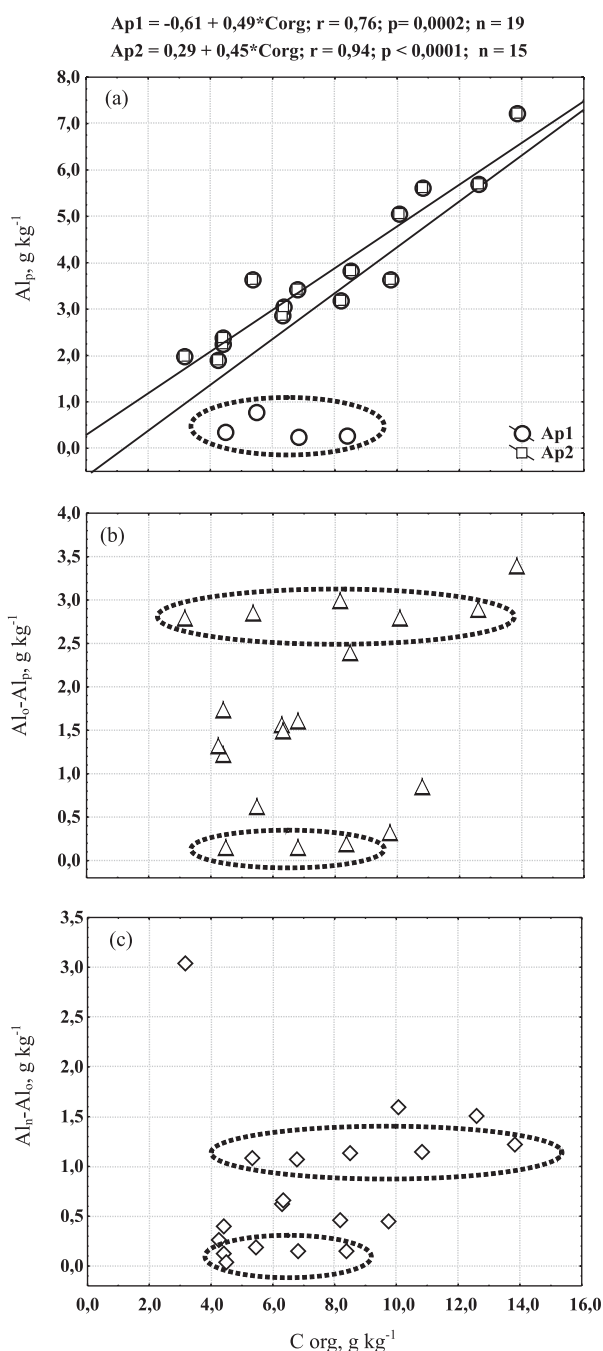 Ap1 = -0,61 + 0,49*Corg; r = 0,76; p= 0,0002; n = 19
Ap2 = 0,29 + 0,45*Corg; r = 0,94; p < 0,0001; n = 15
(a)
8,0
7,0
6,0
5,0
4,0
3,0
2,0
1,0
0,0
Alp, g kg-1
Ap1
Ap2
(b)
4,0
3,5
3,0
2,5
2,0
1,5
1,0
0,5
0,0
Alo-Alp, g kg-1
(c)
3,5
3,0
2,5
2,0
1,5
1,0
0,5
0,0
Aln-Alo, g kg-1
0,0 2,0 4,0 6,0 8,0 10,0 12,0 14,0 16,0
C org, g kg-1